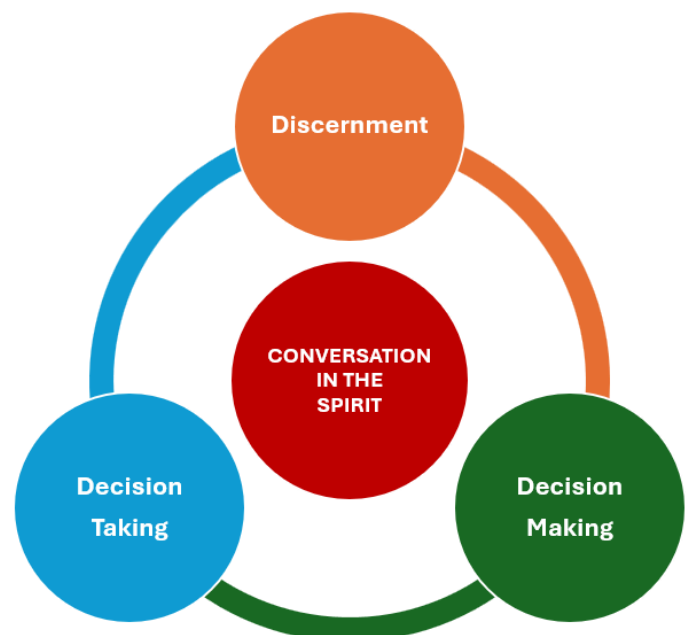 Discernment
CONVERSATION
IN THE
SPIRIT
Decision
Taking
Decision
Making